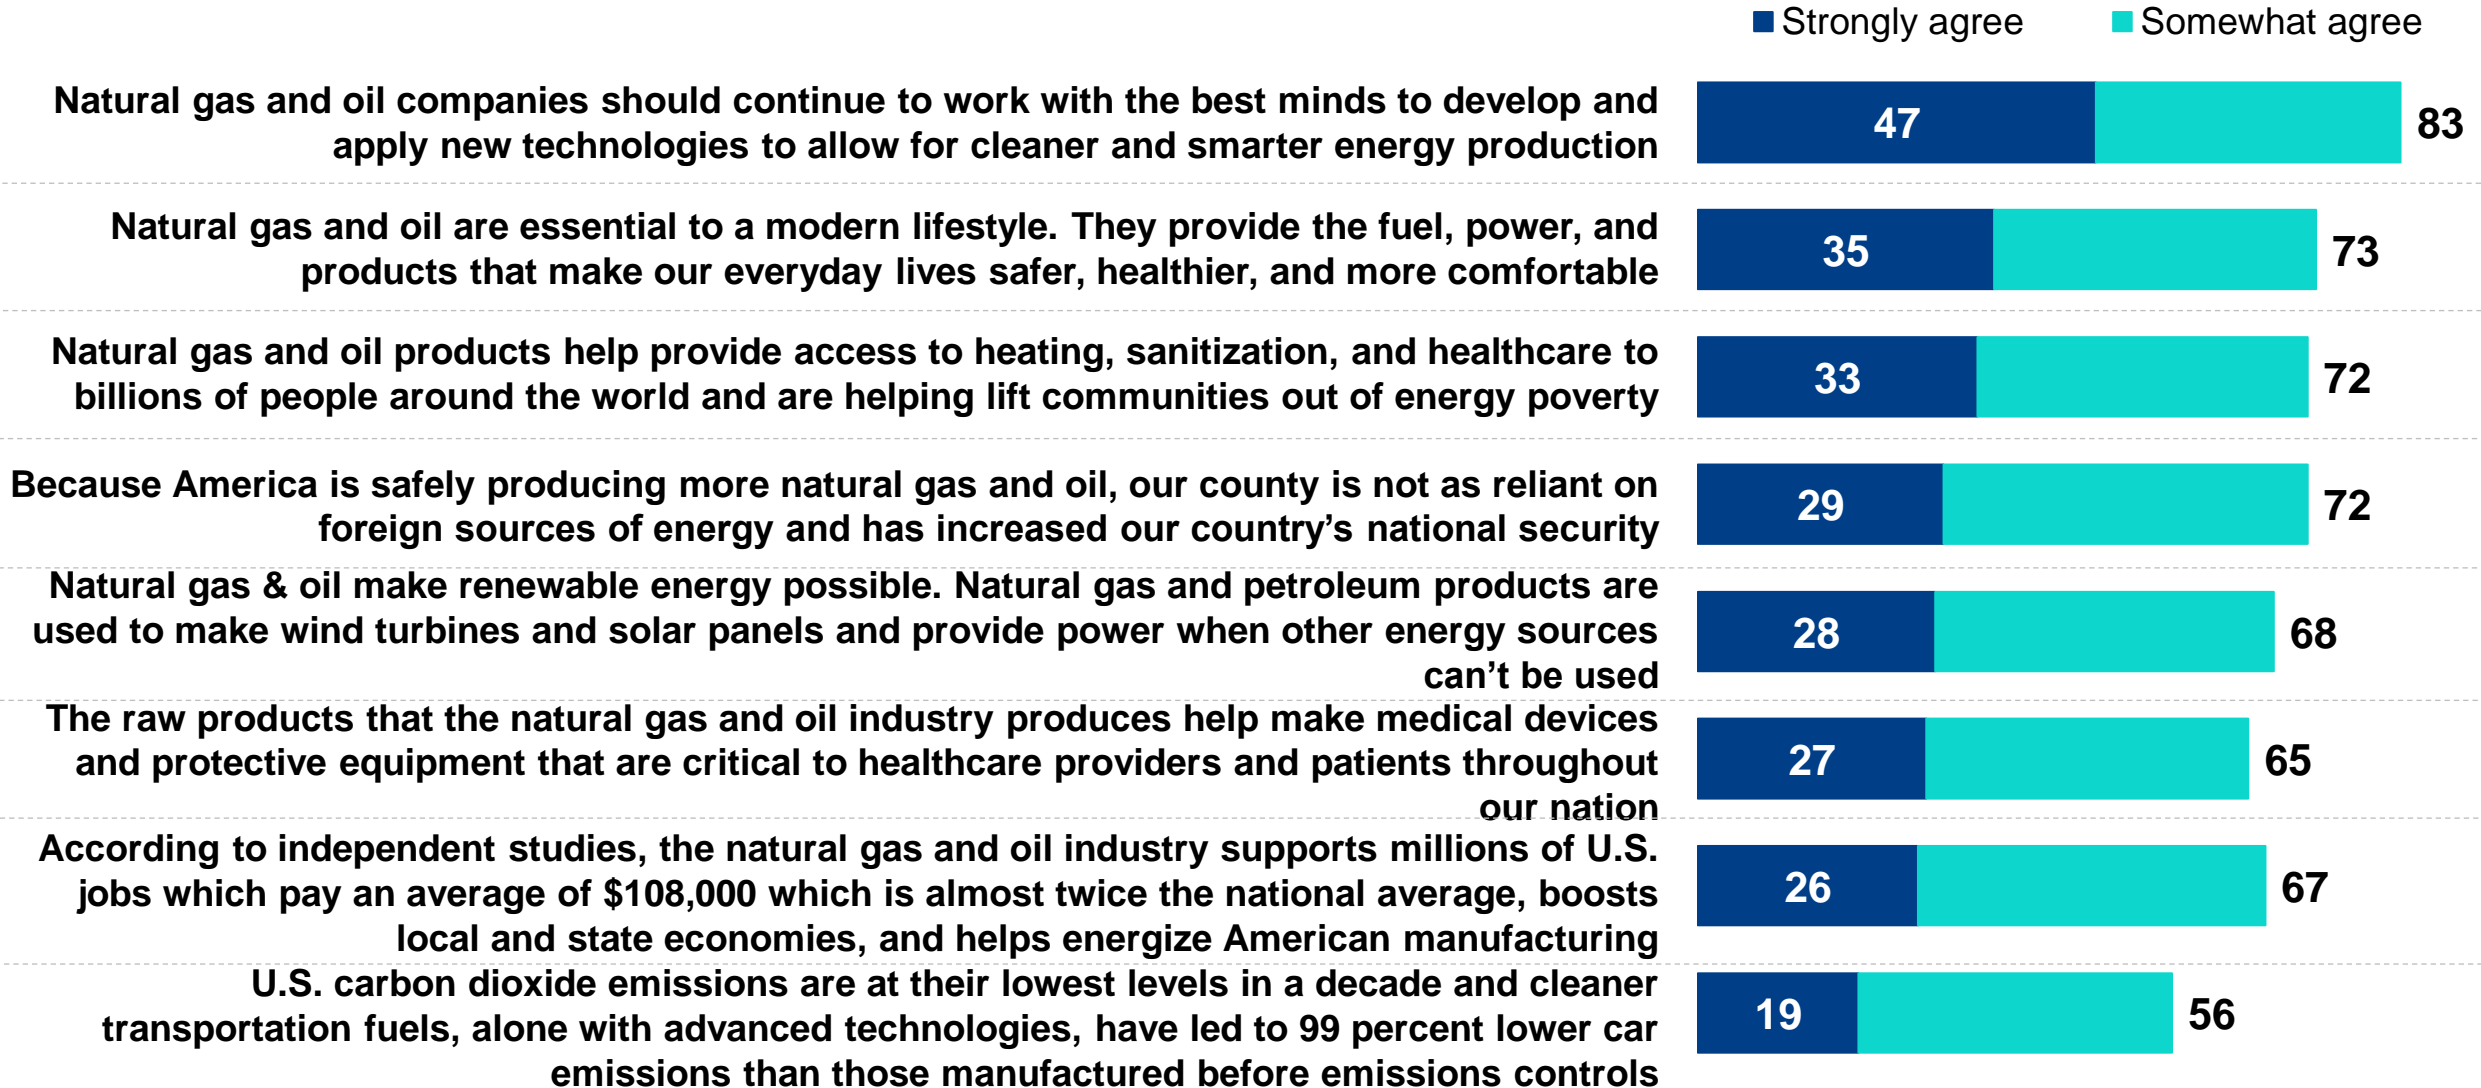 Strongly agree Somewhat agree
Natural gas and oil companies should continue to work with the best minds to develop and
apply new technologies to allow for cleaner and smarter energy production
47 83
Natural gas and oil are essential to a modern lifestyle. They provide the fuel, power, and
products that make our everyday lives safer, healthier, and more comfortable
35 73
Natural gas and oil products help provide access to heating, sanitization, and healthcare to
billions of people around the world and are helping lift communities out of energy poverty
33 72
Because America is safely producing more natural gas and oil, our county is not as reliant on
foreign sources of energy and has increased our country’s national security
29 72
Natural gas & oil make renewable energy possible. Natural gas and petroleum products are
used to make wind turbines and solar panels and provide power when other energy sources
can’t be used
28 68
The raw products that the natural gas and oil industry produces help make medical devices
and protective equipment that are critical to healthcare providers and patients throughout
our nation
27 65
According to independent studies, the natural gas and oil industry supports millions of U.S.
jobs which pay an average of $108,000 which is almost twice the national average, boosts
local and state economies, and helps energize American manufacturing
26 67
U.S. carbon dioxide emissions are at their lowest levels in a decade and cleaner
transportation fuels, alone with advanced technologies, have led to 99 percent lower car
emissions than those manufactured before emissions controls
19 56